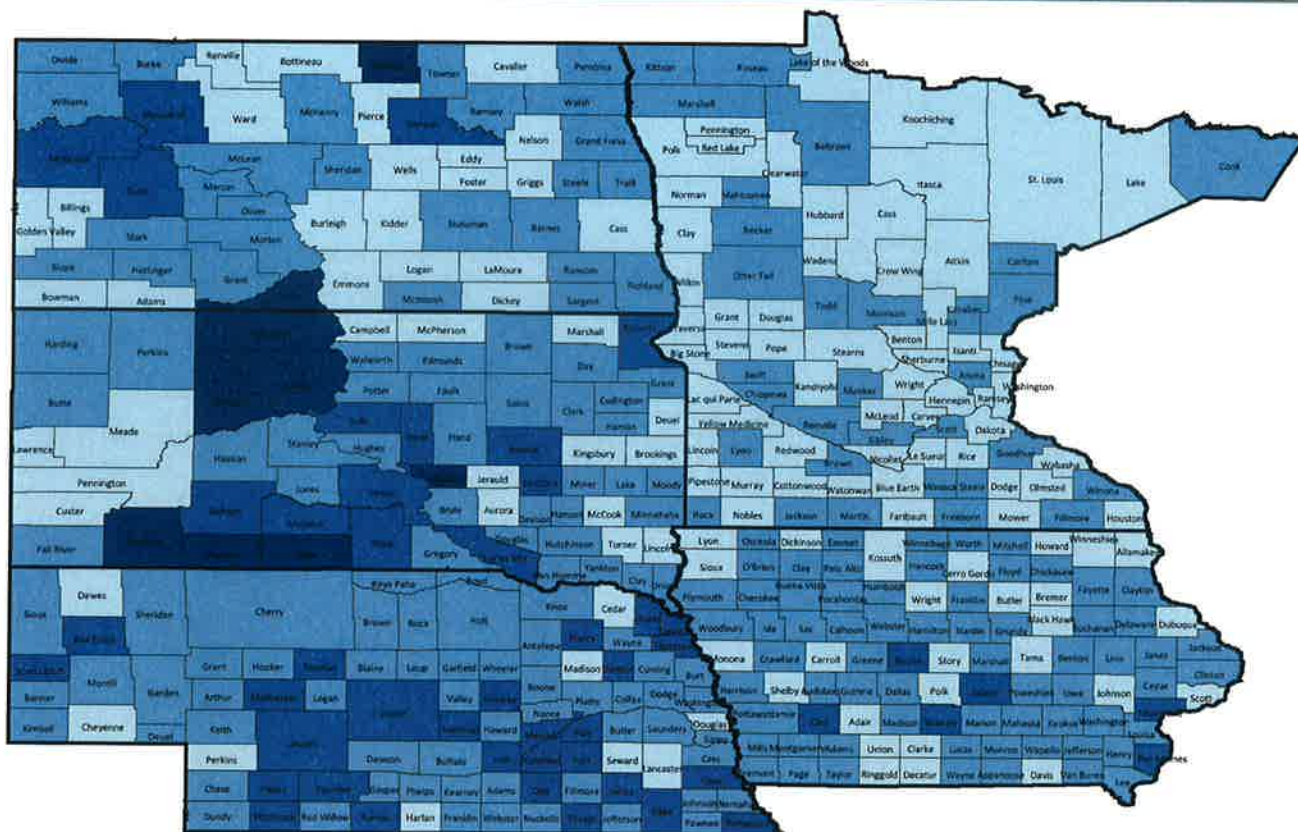 Divide
Burke
Renville
Bottineau
Towner
Cavalier
Pembina
Kittson
Roseau
Lake of the Woods
Williams
Ward
McHenry
Pierce
Ramsey
Walsh
Marshall
Koochiching
Nelson
Grand Forks
Polk
Pennington
Red Lake
Beltrami
Cook
St. Louis
Lake
McLean
Sheridan
Wells
Eddy
Foster
Griggs
Steele
Traill
Norman
Mahnomen
Clearwater
Itasca
Mercer
Oliver
Billings
Golden Valley
Stark
Morton
Burleigh
Kidder
Stutsman
Barnes
Cass
Clay
Becker
Hubbard
Cass
Wadena
Crow Wing
Aitkin
Carlton
Slope
Hettinger
Grant
Emmons
Logan
LaMoure
Ransom
Richland
Wilkin
Otter Tail
Bowman
Adams
McIntosh
Dickey
Sargent
Todd
Morrison
Mille Lacs
Pine
Harding
Perkins
Campbell
McPherson
Brown
Marshall
Roberts
Traverse
Grant
Douglas
Walworth
Edmunds
Day
Big Stone
Stevens
Pope
Stearns
Benton
Sherburne
Isanti
Butte
Potter
Faulk
Spink
Clark
Codington
Grant
Swift
Kandiyohi
Meeker
Wright
Anoka
Washington
Meade
Hamlin
Deuel
Lac qui Parle
Chippewa
Hennepin
Ramsey
Lawrence
Haakon
Stanley
Hughes
Hand
Kingsbury
Brookings
Yellow Medicine
Renville
McLeod
Carver
Scott
Dakota
Pennington
Jones
Jerauld
Lincoln
Lyon
Redwood
Brown
Sibley
Nicollet
Le Sueur
Rice
Goodhue
Wabasha
Custer
Brule
Aurora
Hanson
McCook
Miner
Lake
Moody
Minnehaha
Pipestone
Murray
Cottonwood
Watonwan
Blue Earth
Waseca
Steele
Dodge
Olmsted
Winona
Fall River
Gregory
Douglas
Hutchinson
Turner
Lincoln
Rock
Nobles
Jackson
Martin
Faribault
Freeborn
Mower
Fillmore
Houston
Yankton
Clay
Lyon
Osceola
Dickinson
Emmet
Kossuth
Winnebago
Worth
Mitchell
Howard
Winneshiek
Allamakee
Sioux
Dawes
Sheridan
Cherry
Keya Paha
Boyd
Knox
Cedar
Sioux
O'Brien
Clay
Palo Alto
Hancock
Cerro Gordo
Floyd
Chickasaw
Brown
Rock
Holt
Antelope
Wayne
Plymouth
Cherokee
Buena Vista
Pocahontas
Humboldt
Wright
Franklin
Butler
Bremer
Fayette
Clayton
Box Butte
Grant
Hooker
Blaine
Loup
Garfield
Wheeler
Madison
Cuming
Woodbury
Ida
Sac
Calhoun
Webster
Hamilton
Hardin
Grundy
Black Hawk
Buchanan
Delaware
Dubuque
Banner
Morrill
Garden
Arthur
Logan
Valley
Boone
Platte
Colfax
Dodge
Burt
Monona
Crawford
Carroll
Greene
Story
Marshall
Tama
Benton
Linn
Jones
Jackson
Kimball
Cheyenne
Deuel
Keith
Howard
Nance
Butler
Saunders
Washington
Douglas
Harrison
Shelby
Audubon
Guthrie
Dallas
Polk
Poweshiek
Iowa
Johnson
Cedar
Clinton
Scott
Perkins
Dawson
Buffalo
Seward
Lancaster
Cass
Pottawattamie
Adair
Madison
Marion
Mahaska
Keokuk
Washington
Chase
Gosper
Phelps
Kearney
Adams
Fillmore
Mills
Montgomery
Adams
Union
Clarke
Lucas
Monroe
Wapello
Jefferson
Henry
Dundy
Red Willow
Harlan
Franklin
Webster
Nuckolls
Jefferson
Johnson
Nemaha
Pawnee
Fremont
Page
Taylor
Ringgold
Decatur
Wayne
Appanoose
Davis
Van Buren
Lee